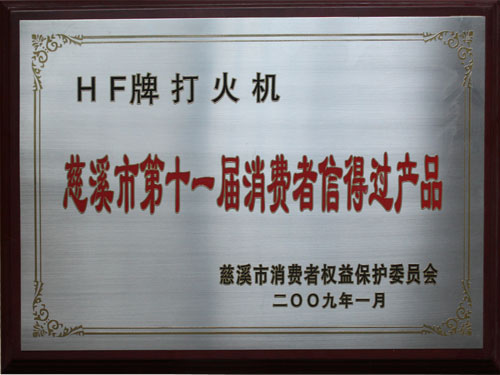 HF牌打火机
慈溪市第十一届消费者信得过产品
慈溪市消费者权益保护委员会
二〇〇九年一月